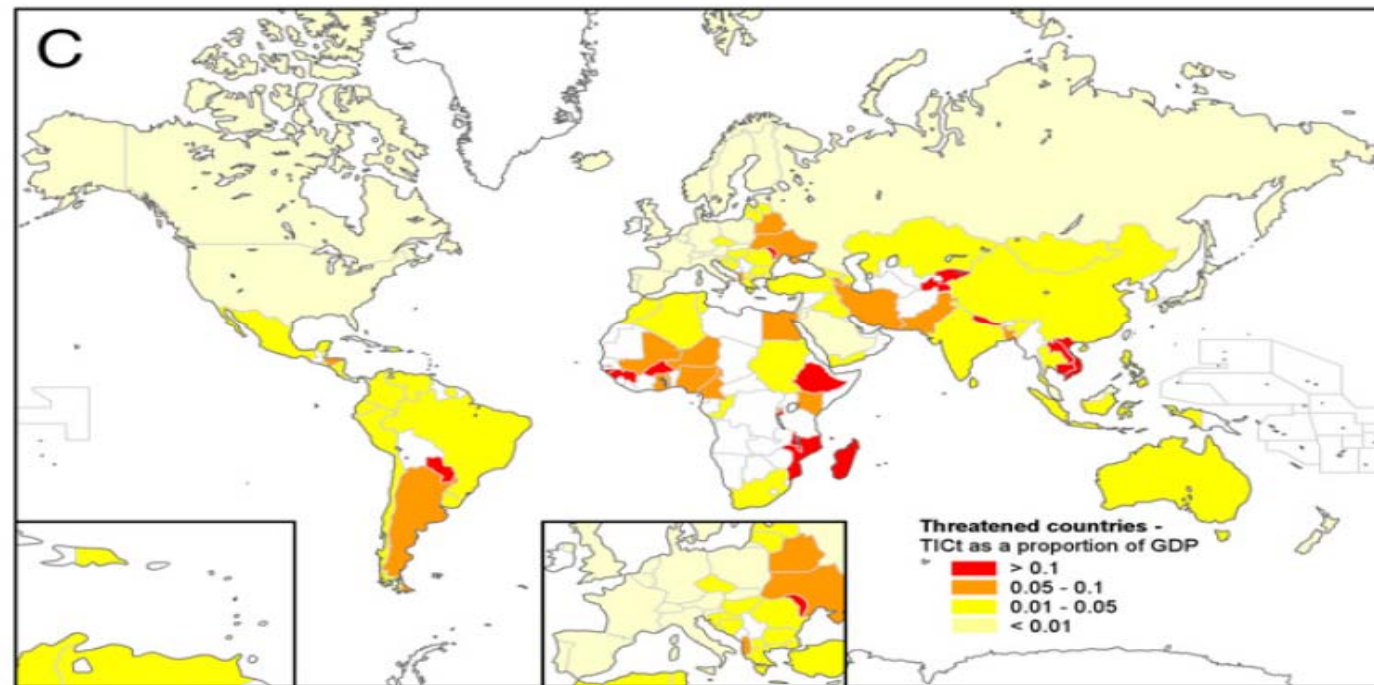 C
Threatened countries -
TICt as a proportion of GDP
> 0.1
0.05 - 0.1
0.01 - 0.05
< 0.01